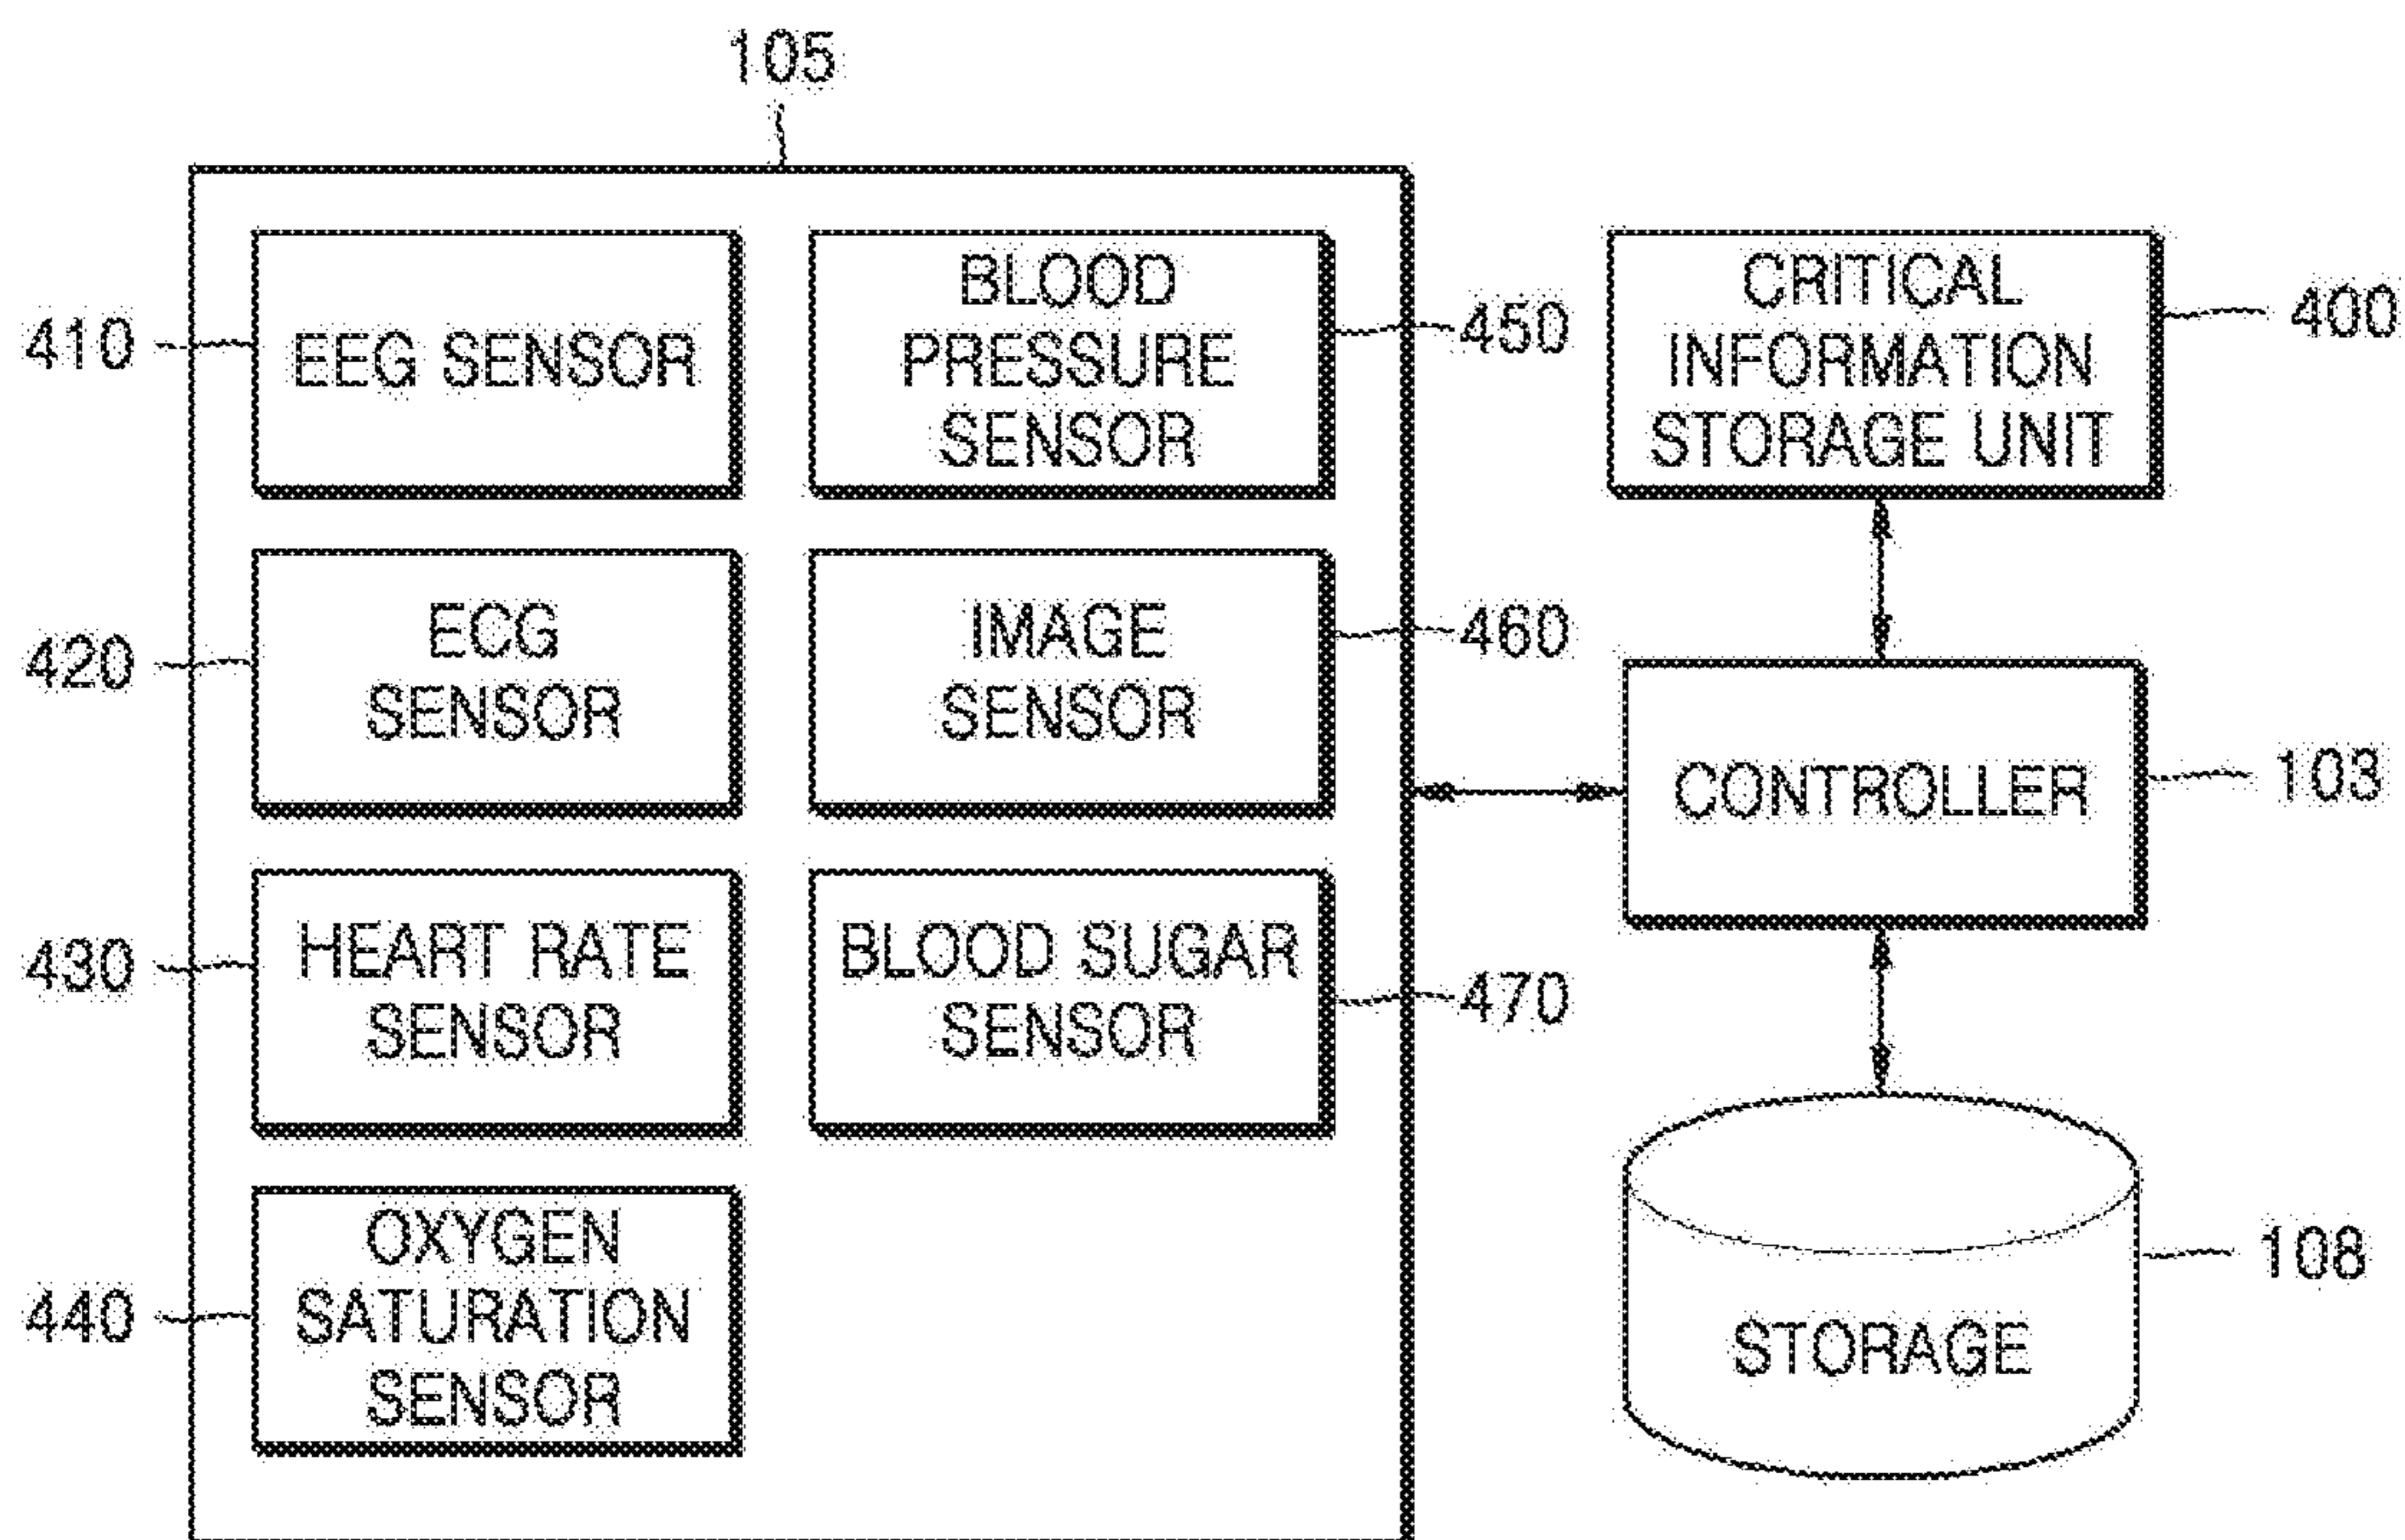 105
410
EEG SENSOR
BLOOD
PRESSURE
SENSOR
450
CRITICAL
INFORMATION
STORAGE UNIT
400
420
ECG
SENSOR
IMAGE
SENSOR
460
CONTROLLER
103
430
HEART RATE
SENSOR
BLOOD SUGAR
SENSOR
470
440
OXYGEN
SATURATION
SENSOR
STORAGE
108